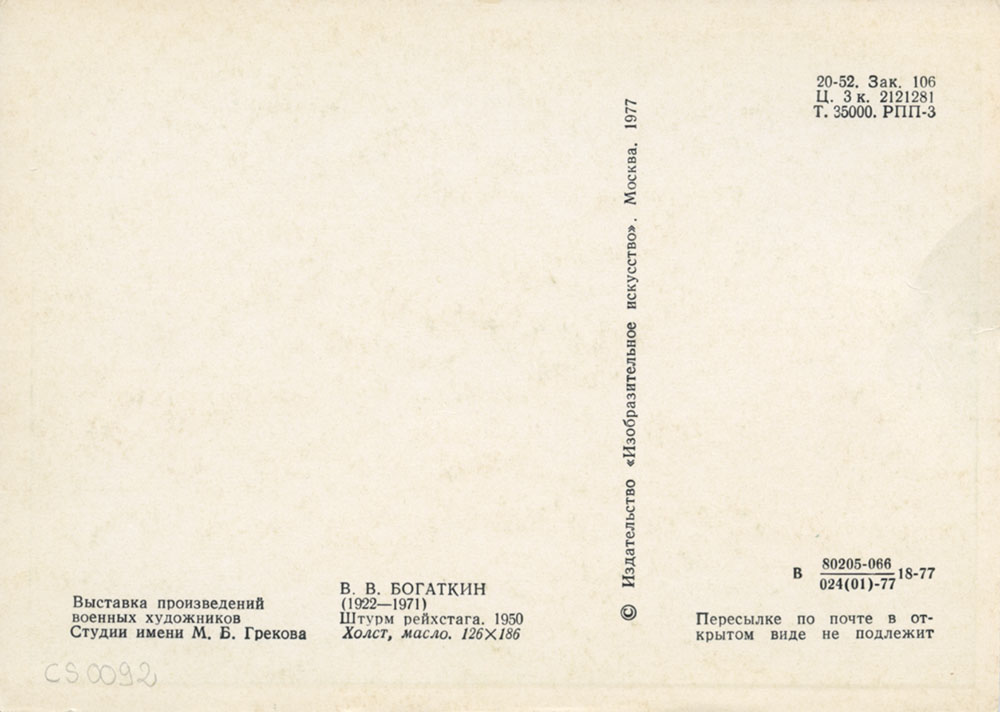 20-52. Зак. 106
Ц. 3 к. 2121281
Т. 35000. РПП-3
© Издательство «Изобразительное искусство». Москва. 1977
Выставка произведений
военных художников
Студии имени М. Б. Грекова
В. В. БОГАТКИН
(1922—1971)
Штурм рейхстага. 1950
Холст, масло. 126×186
В 80205-066 18-77
024(01)-77
Пересылке по почте в от-
крытом виде не подлежит
CS0092